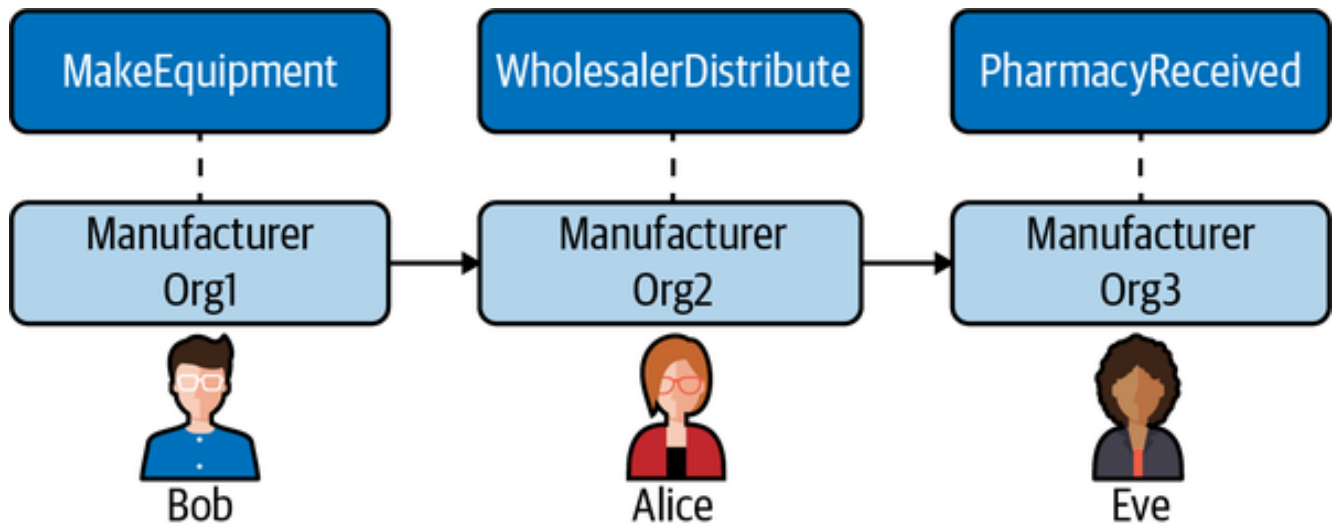 MakeEquipment
WholesalerDistribute
PharmacyReceived
Manufacturer
Org1
Manufacturer
Org2
Manufacturer
Org3
Bob
Alice
Eve